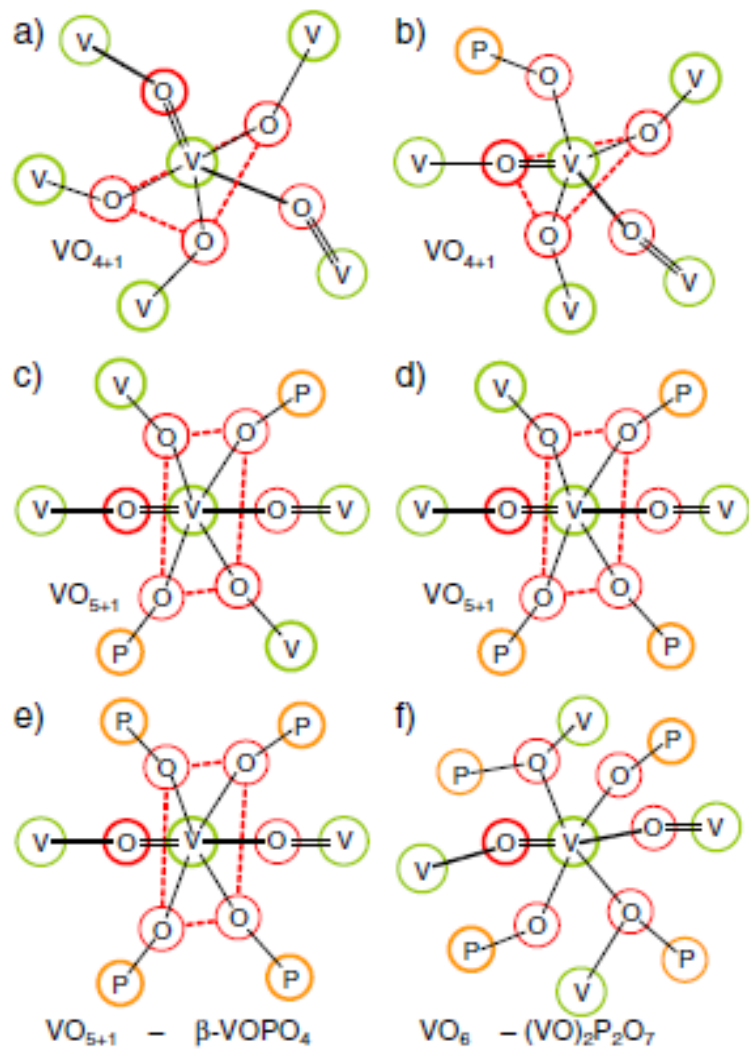 a)
V V
O
O
V
V O
O
O
VO₄₊₁
V
V
b)
P
O V
O
V O V
O O
VO₄₊₁
V
V
c)
V P
O O
V O V O V
VO₅₊₁ O O
P V
d)
V P
O O
V O V O V
VO₅₊₁ O O
P P
e)
P P
O O
V O V O V
O O
P P
VO₅₊₁ – β-VOPO₄
f)
V P
P O O
O V O V
V
O O
P V P
VO₆ – (VO)₂P₂O₇